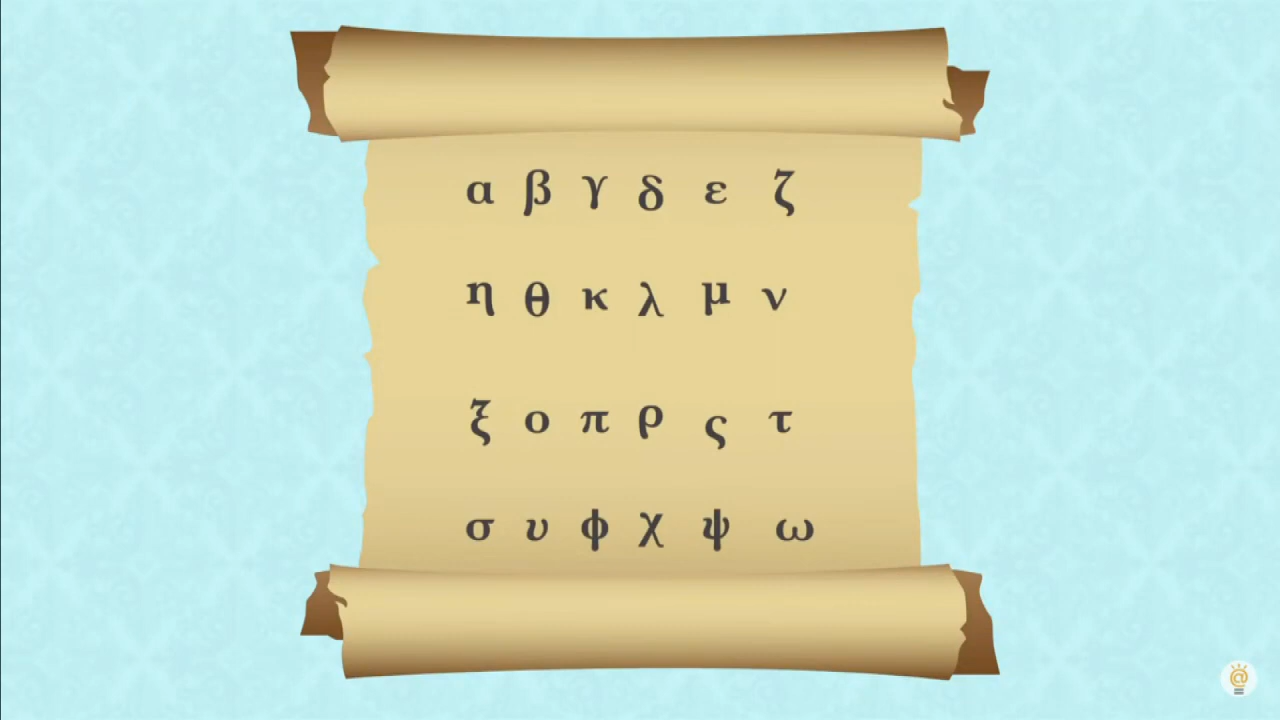 α β γ δ ε ζ
η θ κ λ μ ν
ξ ο π ρ ς τ
σ υ φ χ ψ ω